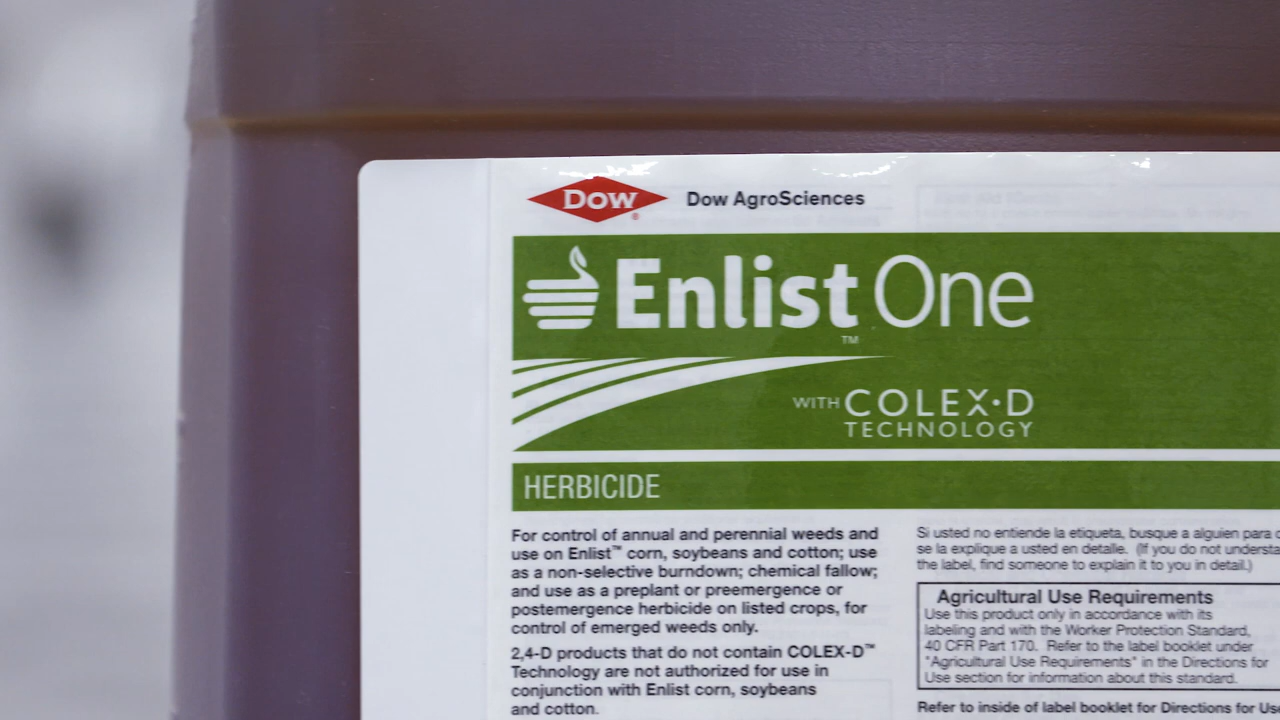 DOW
Dow AgroSciences
Enlist One
™
WITH COLEX·D
TECHNOLOGY
HERBICIDE
For control of annual and perennial weeds and
use on Enlist™ corn, soybeans and cotton; use
as a non-selective burndown; chemical fallow;
and use as a preplant or preemergence or
postemergence herbicide on listed crops, for
control of emerged weeds only.
2,4-D products that do not contain COLEX-D™
Technology are not authorized for use in
conjunction with Enlist corn, soybeans
and cotton.
Si usted no entiende la etiqueta, busque a alguien para
se la explique a usted en detalle. (If you do not
the label, find someone to explain it to you in detail.)
Agricultural Use Requirements
Use this product only in accordance with its
labeling and with the Worker Protection Standard,
40 CFR Part 170. Refer to the label booklet under
"Agricultural Use Requirements" in the Directions for
Use section for information about this standard.
Refer to inside of label booklet for Directions for